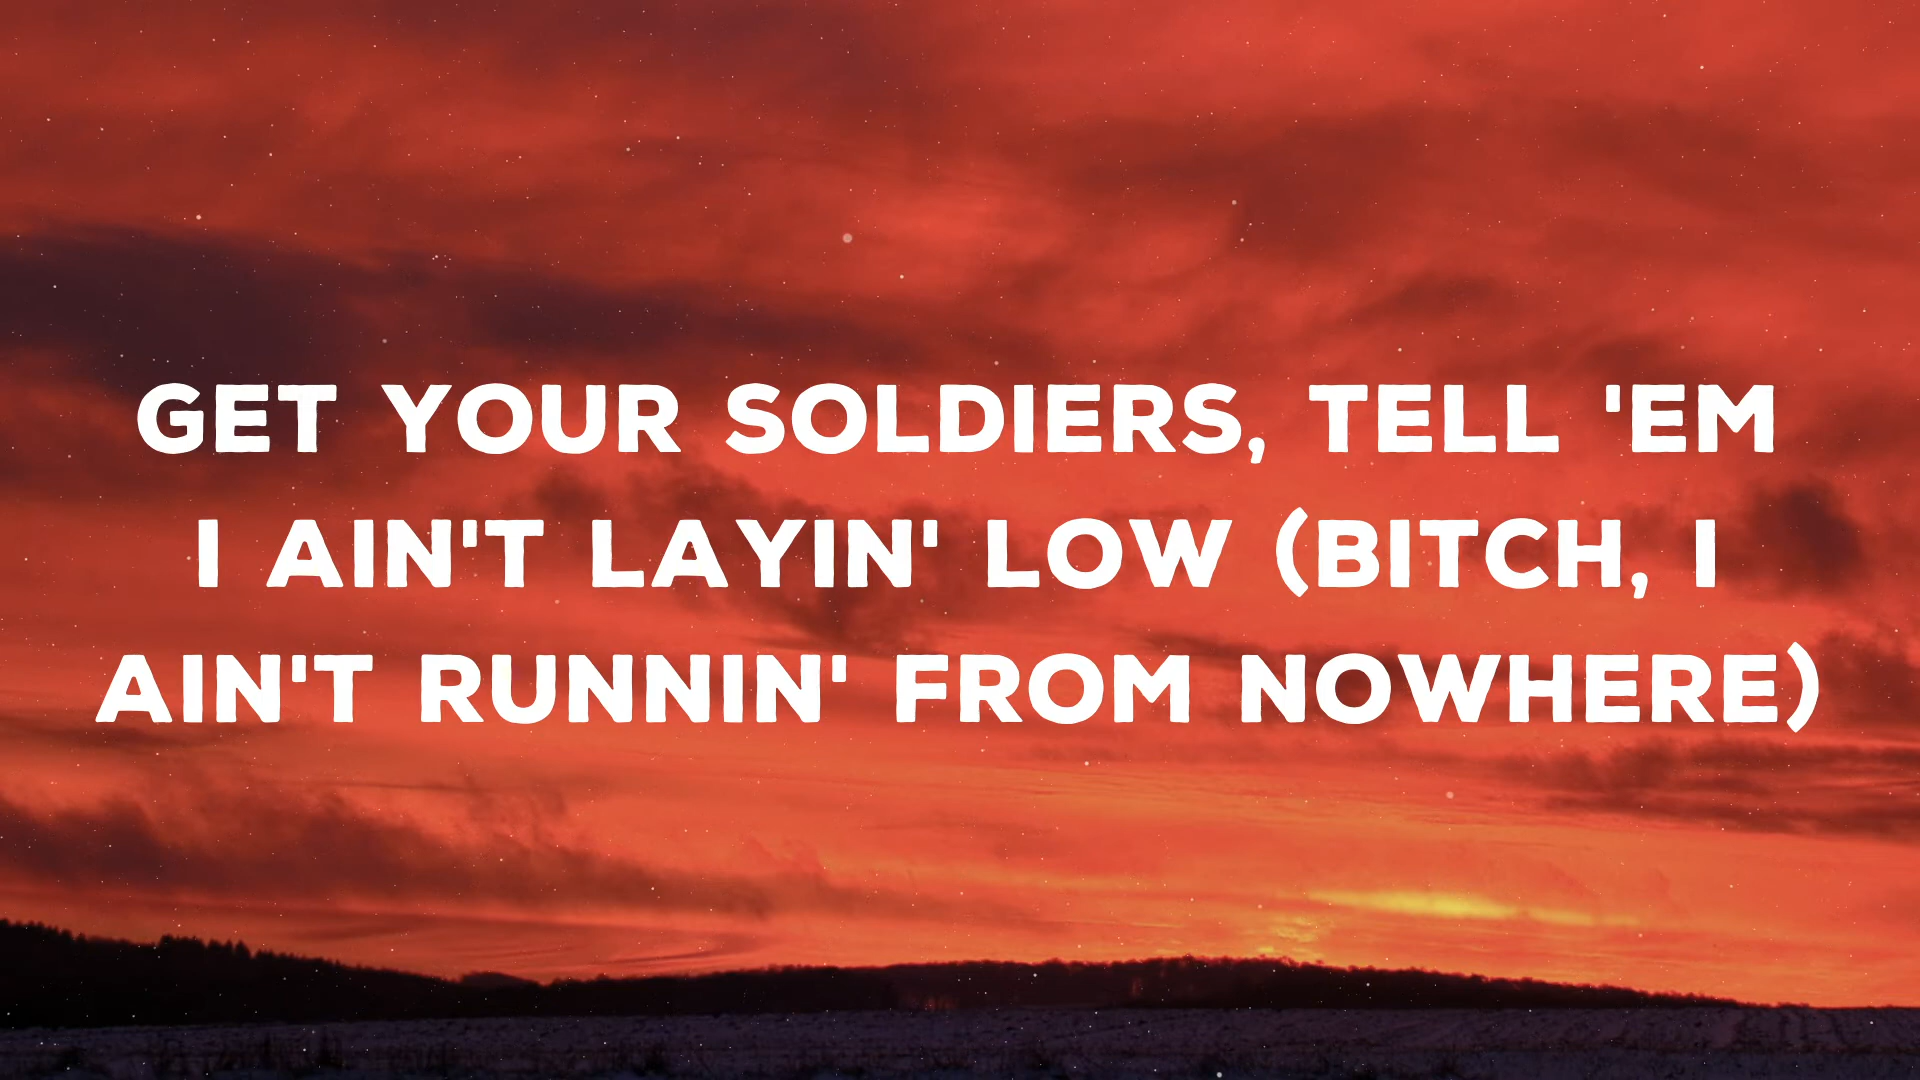 GET YOUR SOLDIERS, TELL 'EM
I AIN'T LAYIN' LOW (BITCH, I
AIN'T RUNNIN' FROM NOWHERE)